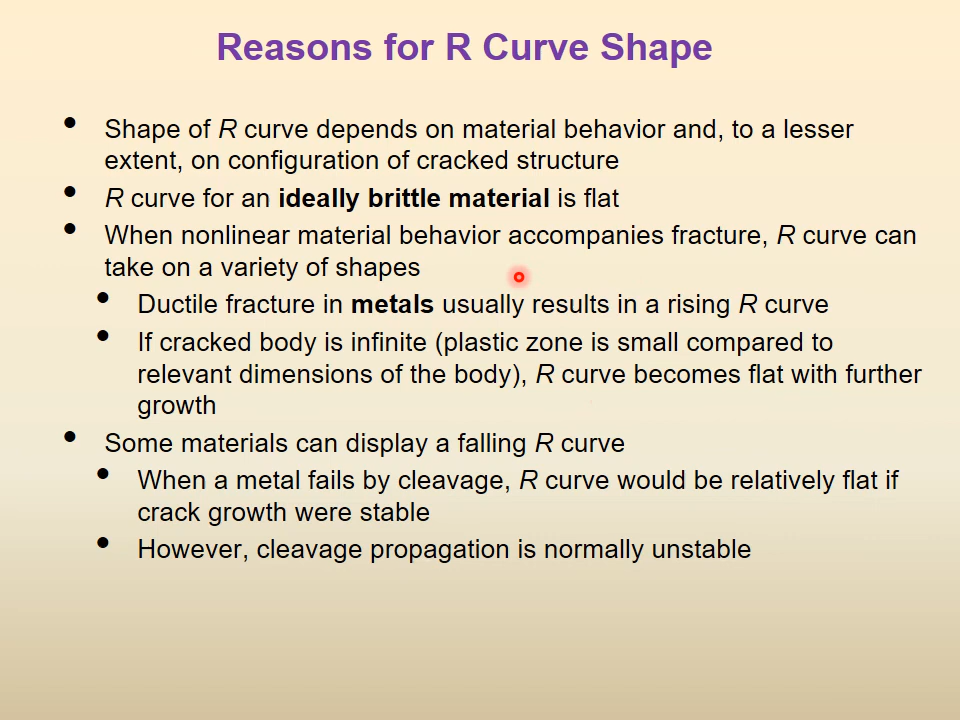 Reasons for R Curve Shape
• Shape of R curve depends on material behavior and, to a lesser
extent, on configuration of cracked structure
• R curve for an ideally brittle material is flat
• When nonlinear material behavior accompanies fracture, R curve can
take on a variety of shapes
• Ductile fracture in metals usually results in a rising R curve
• If cracked body is infinite (plastic zone is small compared to
relevant dimensions of the body), R curve becomes flat with further
growth
• Some materials can display a falling R curve
• When a metal fails by cleavage, R curve would be relatively flat if
crack growth were stable
• However, cleavage propagation is normally unstable